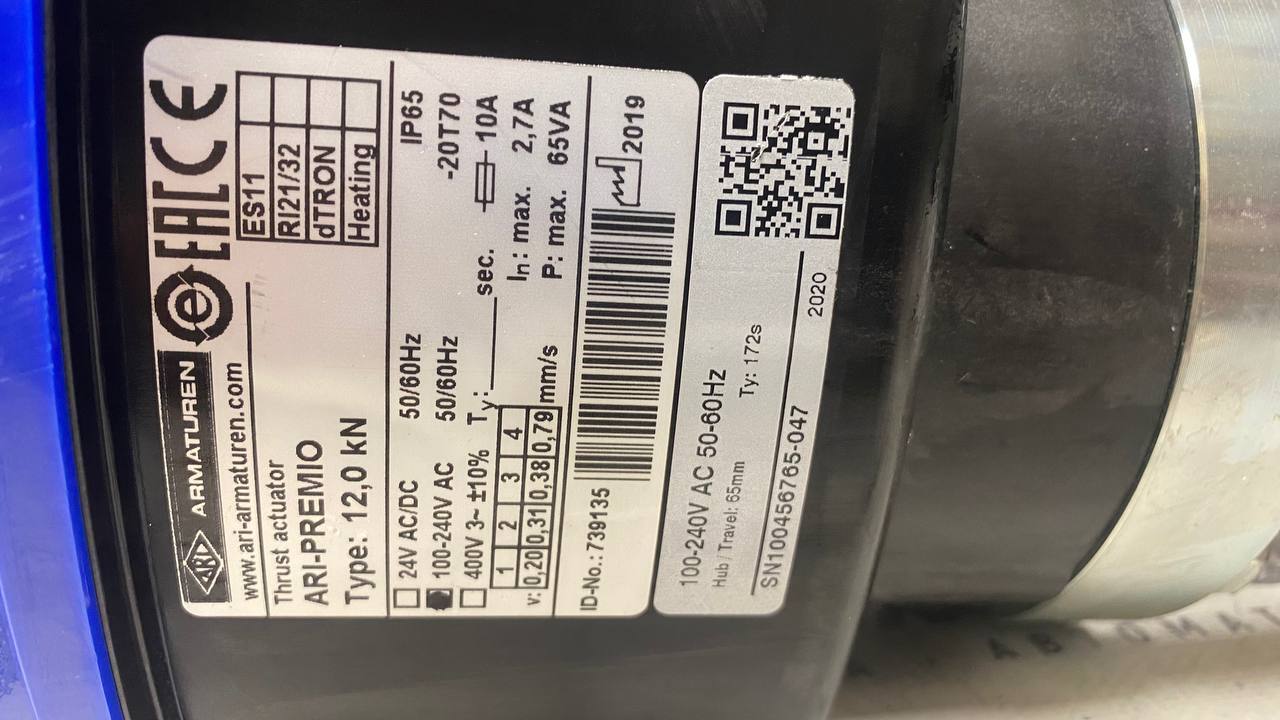 ARI ARMATUREN EAC CE
www.ari-armaturen.com
Thrust actuator
ARI-PREMIO
Type: 12,0 kN
ES11
RI21/32
dTRON
Heating
24V AC/DC 50/60Hz IP65
100-240V AC 50/60Hz -20T70
400V 3~ ±10% Ty: ____ sec. 10A
1 2 3 4 In: max. 2,7A
v: 0,20 0,31 0,38 0,79 mm/s P: max. 65VA
ID-No.: 739135 2019
100-240V AC 50-60Hz
Hub / Travel: 65mm Ty: 172s
SN100456765-047 2020